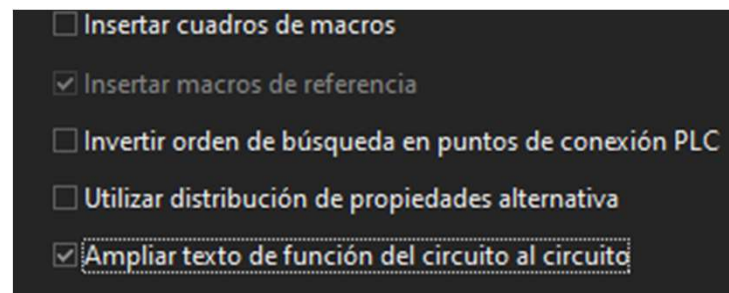 Insertar cuadros de macros
Insertar macros de referencia
Invertir orden de búsqueda en puntos de conexión PLC
Utilizar distribución de propiedades alternativa
Ampliar texto de función del circuito al circuito